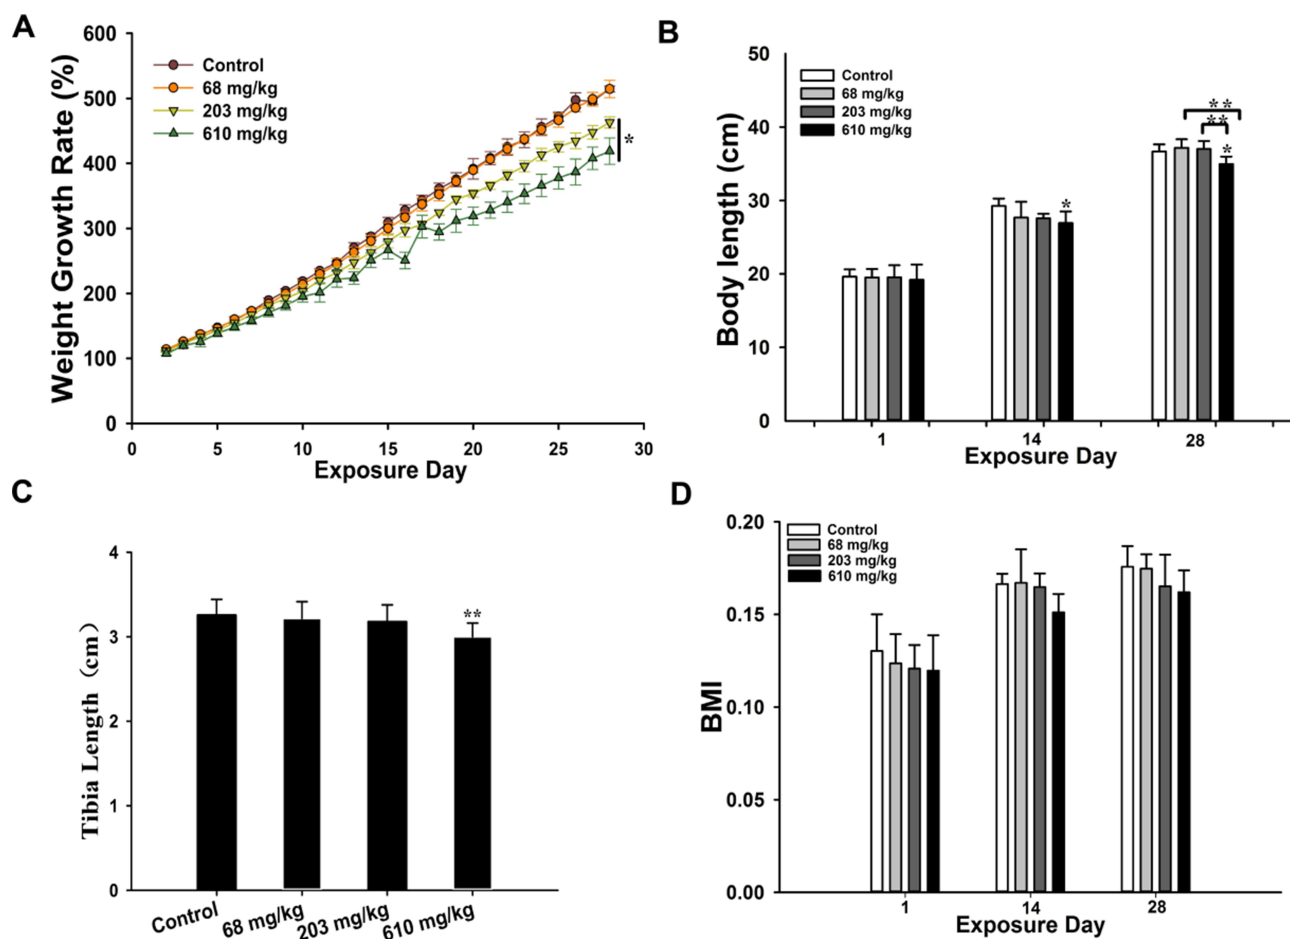 A
Weight Growth Rate (%)
600
500
400
300
200
100
0
Control
68 mg/kg
203 mg/kg
610 mg/kg
*
0 5 10 15 20 25 30
Exposure Day
B
Body length (cm)
50
40
30
20
10
0
Control
68 mg/kg
203 mg/kg
610 mg/kg
*
**
**
*
1 14 28
Exposure Day
C
Tibia Length (cm)
4
3
2
1
0
**
Control 68 mg/kg 203 mg/kg 610 mg/kg
D
BMI
0.20
0.15
0.10
0.05
0.00
Control
68 mg/kg
203 mg/kg
610 mg/kg
1 14 28
Exposure Day